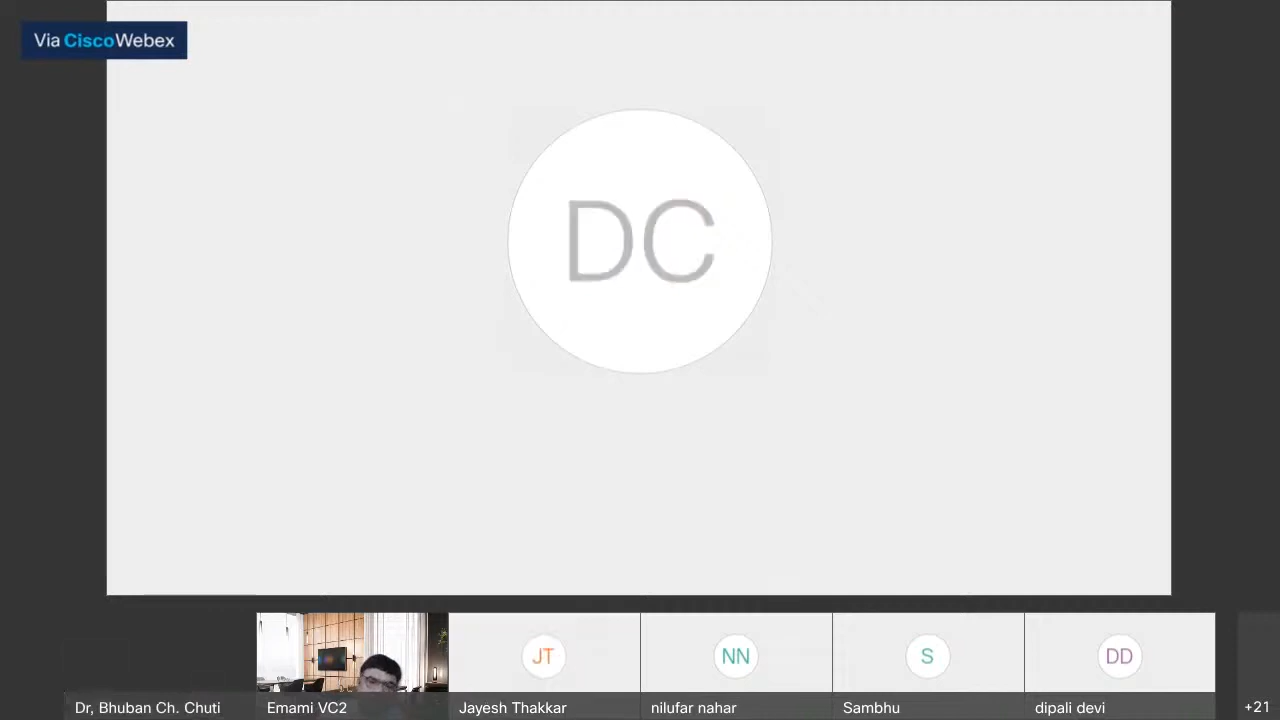 Via CiscoWebex
DC
JT
NN
S
DD
Dr, Bhuban Ch. Chuti
Emami VC2
Jayesh Thakkar
nilufar nahar
Sambhu
dipali devi
+21